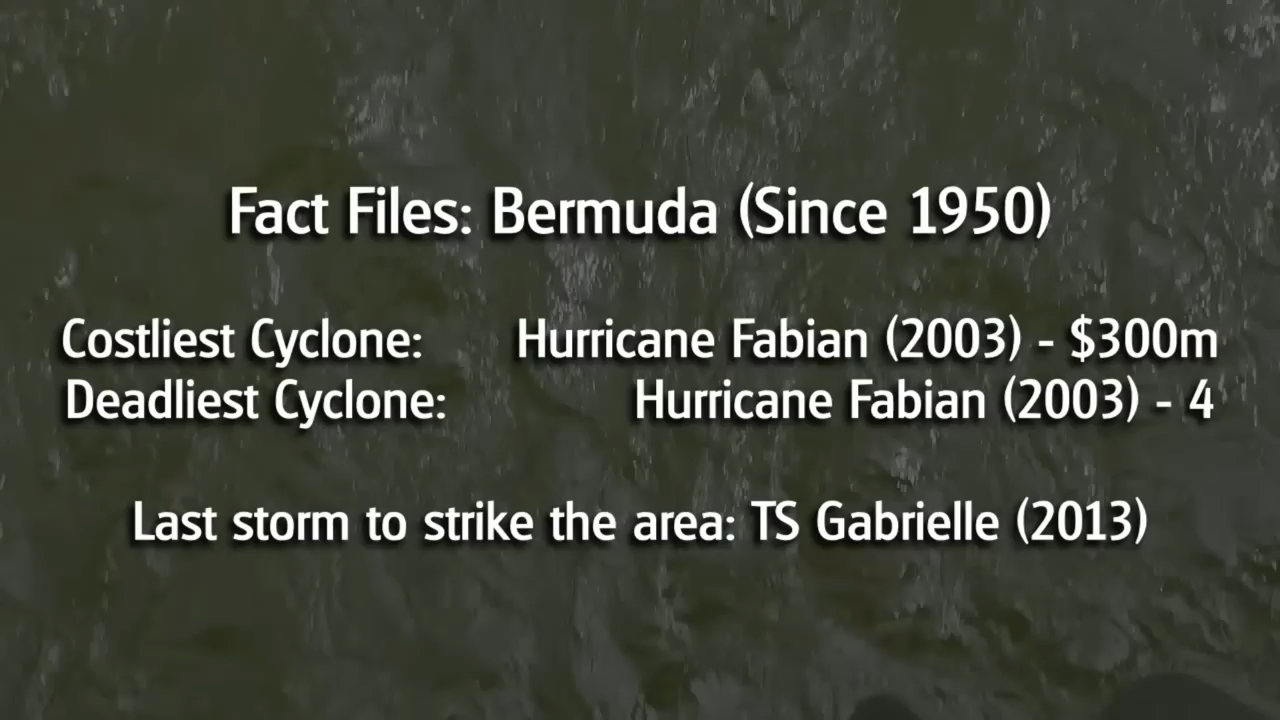 Fact Files: Bermuda (Since 1950)
Costliest Cyclone: Hurricane Fabian (2003) - $300m
Deadliest Cyclone: Hurricane Fabian (2003) - 4
Last storm to strike the area: TS Gabrielle (2013)